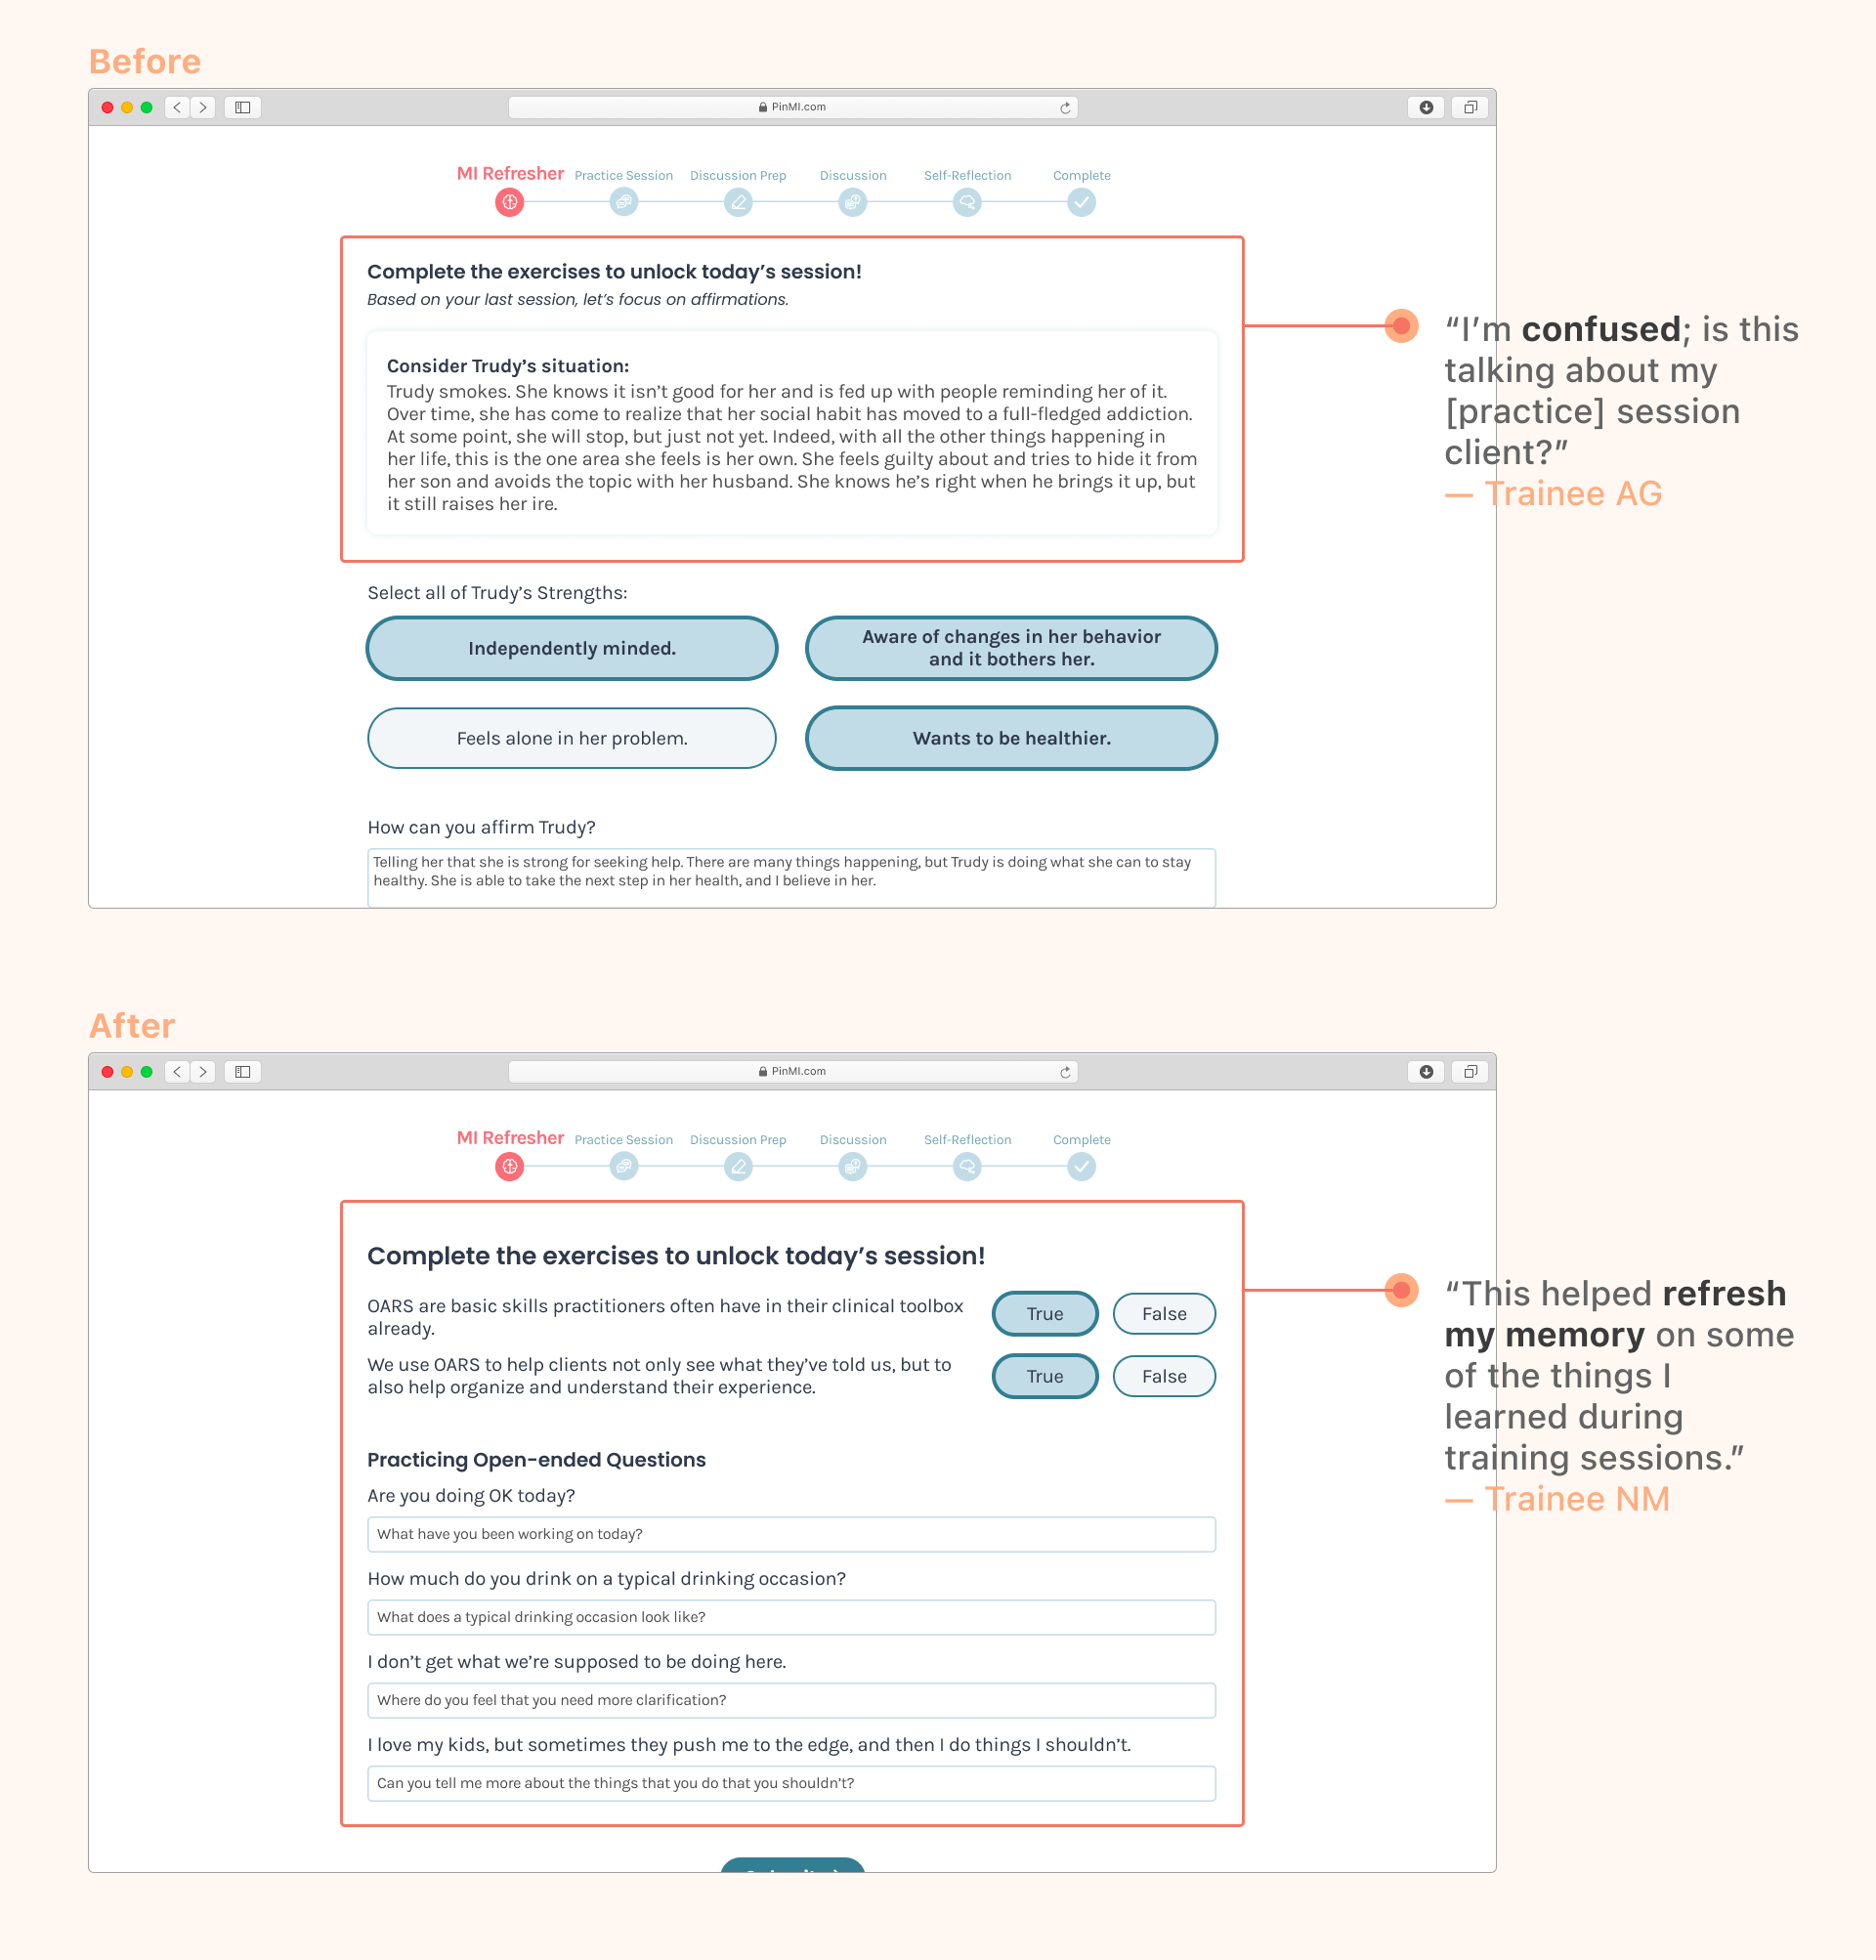 Before
PinMI.com
MI Refresher Practice Session Discussion Prep Discussion Self-Reflection Complete
Complete the exercises to unlock today’s session!
Based on your last session, let’s focus on affirmations.
Consider Trudy’s situation:
Trudy smokes. She knows it isn’t good for her and is fed up with people reminding her of it.
Over time, she has come to realize that her social habit has moved to a full-fledged addiction.
At some point, she will stop, but just not yet. Indeed, with all the other things happening in
her life, this is the one area she feels is her own. She feels guilty about and tries to hide it from
her son and avoids the topic with her husband. She knows he’s right when he brings it up, but
it still raises her ire.
“I’m confused; is this
talking about my
[practice] session
client?”
— Trainee AG
Select all of Trudy’s Strengths:
Independently minded.
Aware of changes in her behavior
and it bothers her.
Feels alone in her problem.
Wants to be healthier.
How can you affirm Trudy?
Telling her that she is strong for seeking help. There are many things happening, but Trudy is doing what she can to stay
healthy. She is able to take the next step in her health, and I believe in her.
After
PinMI.com
MI Refresher Practice Session Discussion Prep Discussion Self-Reflection Complete
Complete the exercises to unlock today’s session!
OARS are basic skills practitioners often have in their clinical toolbox
already.
True False
We use OARS to help clients not only see what they’ve told us, but to
also help organize and understand their experience.
True False
Practicing Open-ended Questions
Are you doing OK today?
What have you been working on today?
How much do you drink on a typical drinking occasion?
What does a typical drinking occasion look like?
I don’t get what we’re supposed to be doing here.
Where do you feel that you need more clarification?
I love my kids, but sometimes they push me to the edge, and then I do things I shouldn’t.
Can you tell me more about the things that you do that you shouldn’t?
“This helped refresh
my memory on some
of the things I
learned during
training sessions.”
— Trainee NM